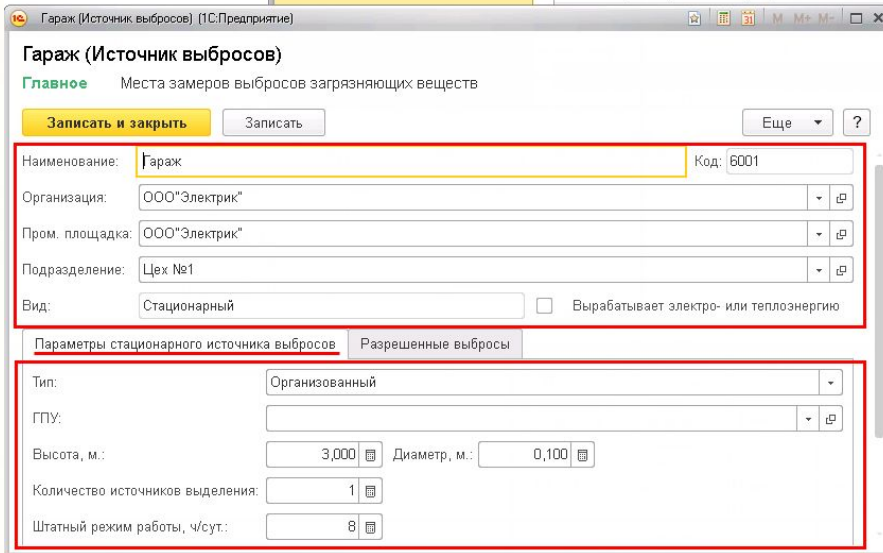 1С Гараж (Источник выбросов) (1С:Предприятие) 31 M M+ M-
Гараж (Источник выбросов)
Главное Места замеров выбросов загрязняющих веществ
Записать и закрыть Записать Еще ?
Наименование: Гараж Код: 6001
Организация: ООО"Электрик"
Пром. площадка: ООО"Электрик"
Подразделение: Цех №1
Вид: Стационарный Вырабатывает электро- или теплоэнергию
Параметры стационарного источника выбросов Разрешенные выбросы
Тип: Организованный
ГПУ:
Высота, м.: 3,000 Диаметр, м.: 0,100
Количество источников выделения: 1
Штатный режим работы, ч/сут.: 8